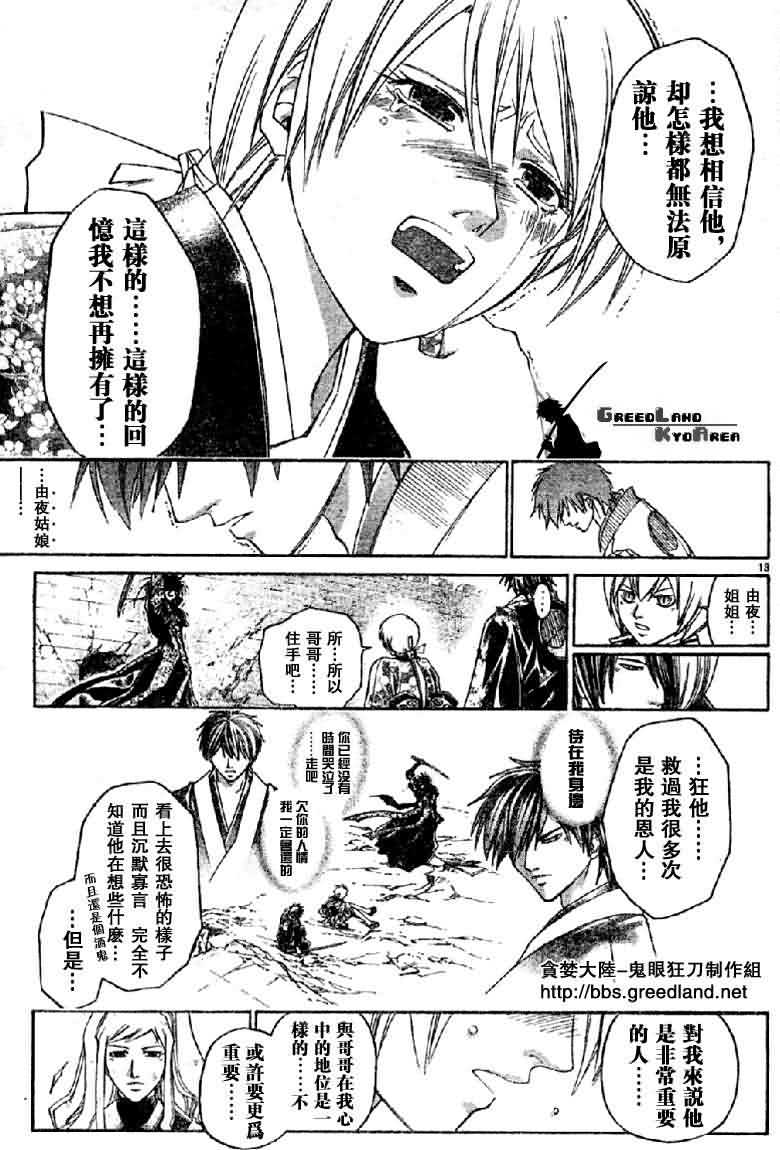 …我想相信他，
却怎樣都無法原
諒他…
這樣的……這樣的回
憶我不想再擁有了…
GreedLand
KyoArea
…由夜姑娘
——
13
由夜
姐姐…
…
所…所以
哥哥……
住手吧…
…狂他……
救過我很多次
是我的恩人…
待在我身邊
你已經没有
時間哭泣了
……走吧
欠你的人情
我一定會還的
看上去很恐怖的樣子
而且沉默寡言 完全不
知道他在想些什麽…
而且還是個酒鬼
…但是…
貪婪大陸-鬼眼狂刀制作組
http://bbs.greedland.net
對我來説他
是非常重要
的人……
與哥哥在我心
中的地位是一
樣的……不
或許要更爲
重要……